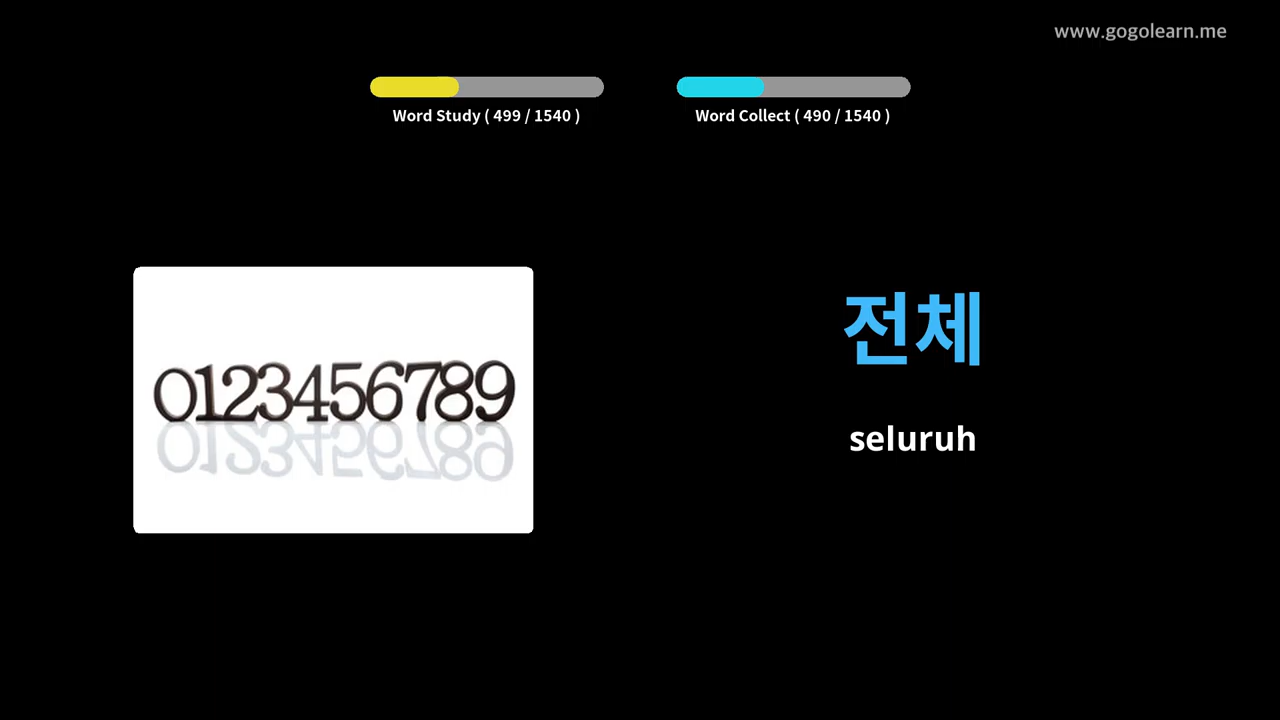 www.gogolearn.me
Word Study ( 499 / 1540 )
Word Collect ( 490 / 1540 )
0123456789
전체
seluruh